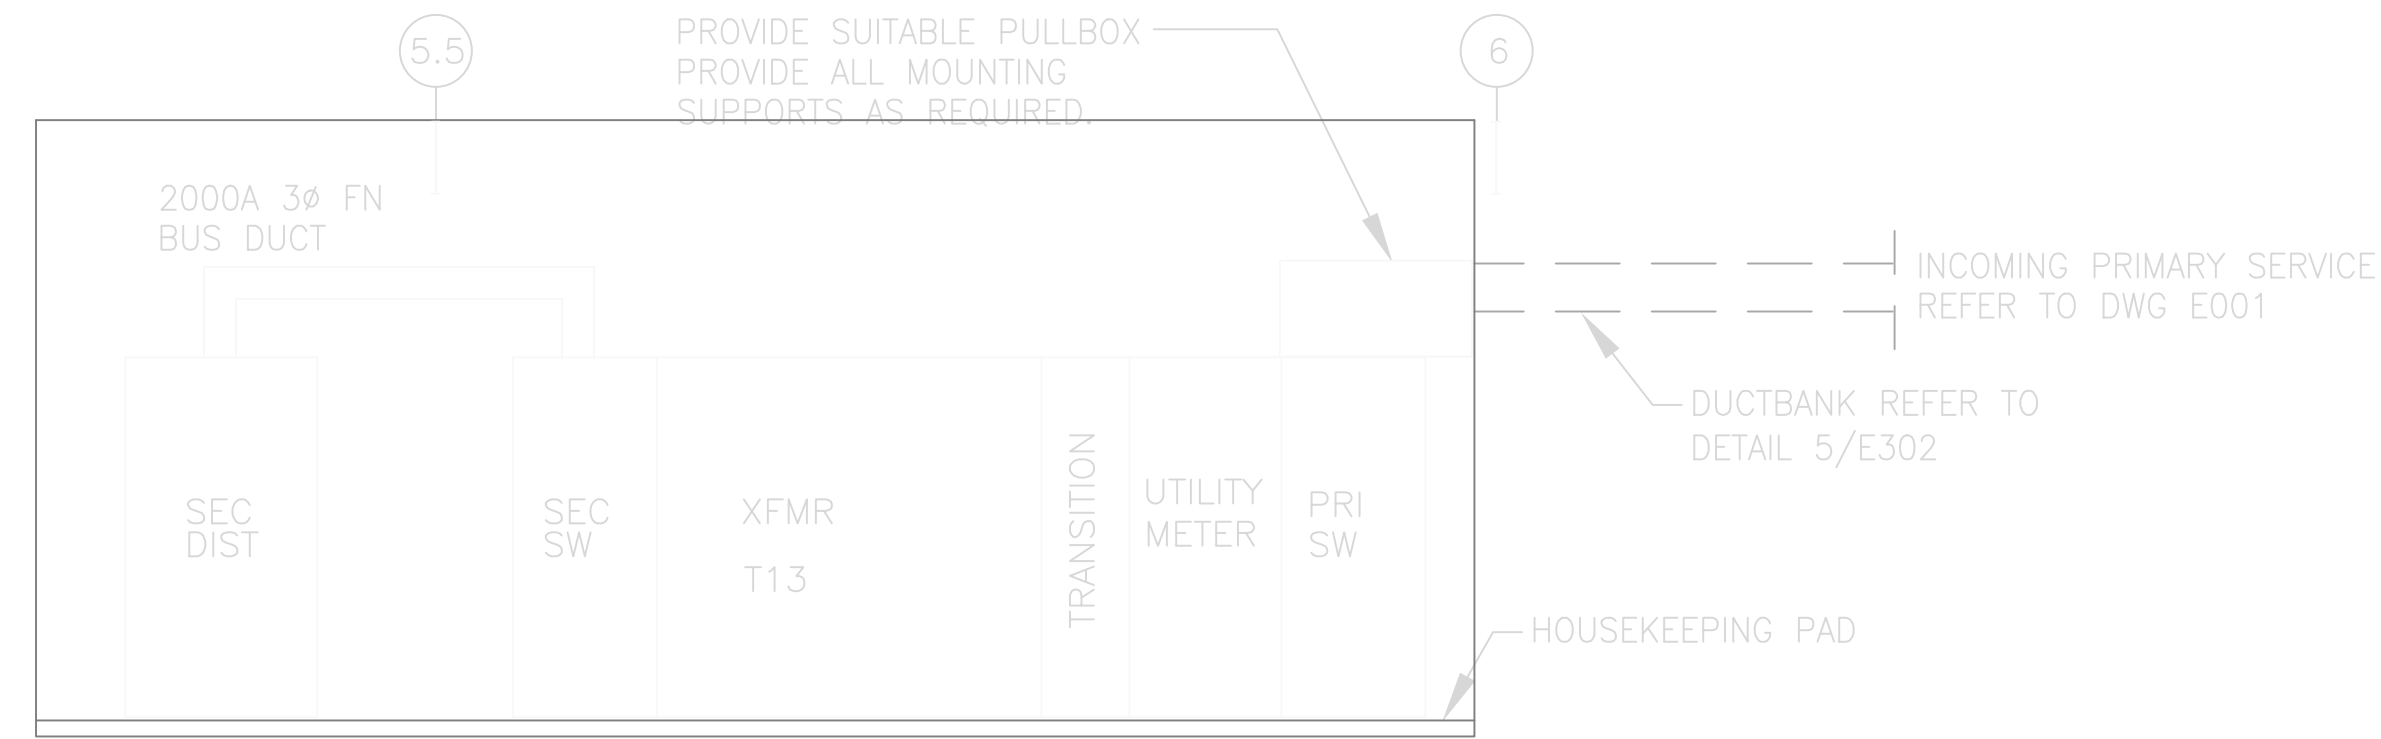 5.5
PROVIDE SUITABLE PULLBOX
PROVIDE ALL MOUNTING
SUPPORTS AS REQUIRED.
6
2000A 3ø FN
BUS DUCT
INCOMING PRIMARY SERVICE
REFER TO DWG E001
DUCTBANK REFER TO
DETAIL 5/E302
SEC
DIST
SEC
SW
XFMR
T13
TRANSITION
UTILITY
METER
PRI
SW
HOUSEKEEPING PAD